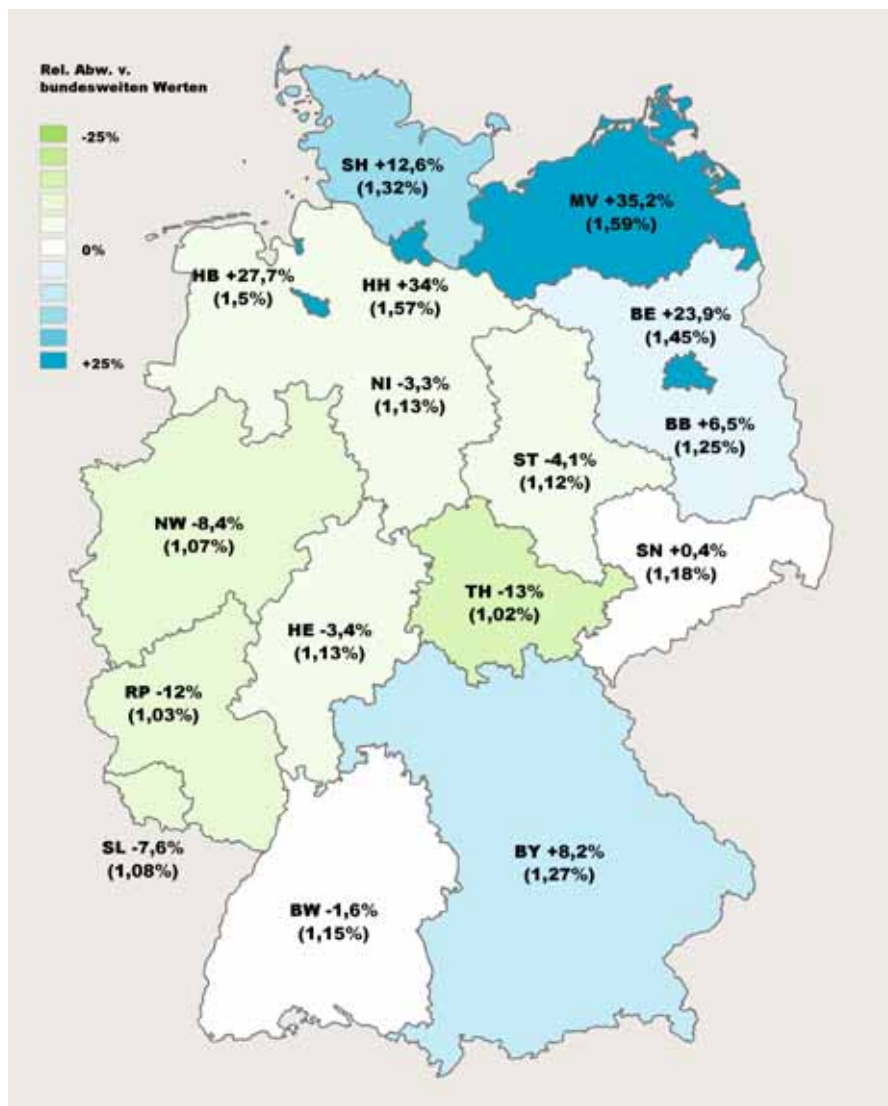 Rel. Abw. v.
bundesweiten Werten
-25%
0%
+25%
SH +12,6%
(1,32%)
MV +35,2%
(1,59%)
HB +27,7%
(1,5%)
HH +34%
(1,57%)
BE +23,9%
(1,45%)
NI -3,3%
(1,13%)
BB +6,5%
(1,25%)
ST -4,1%
(1,12%)
NW -8,4%
(1,07%)
SN +0,4%
(1,18%)
TH -13%
(1,02%)
HE -3,4%
(1,13%)
RP -12%
(1,03%)
SL -7,6%
(1,08%)
BY +8,2%
(1,27%)
BW -1,6%
(1,15%)